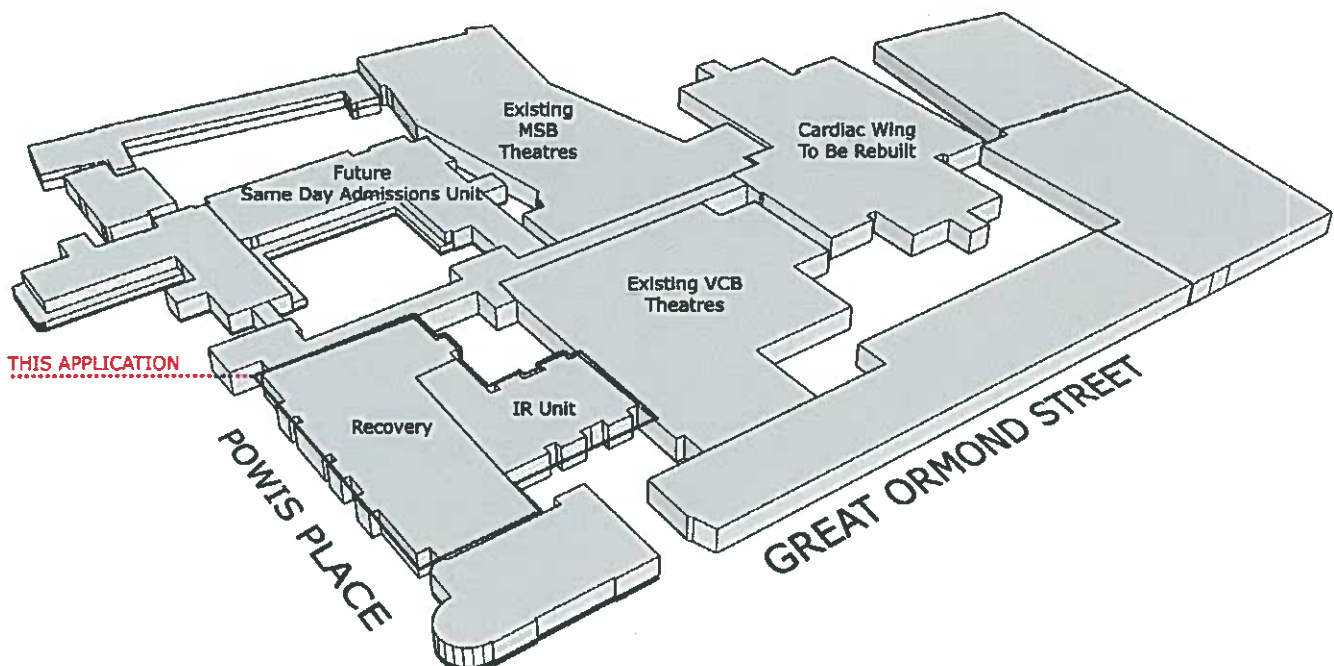 Existing
MSB
Theatres
Cardiac Wing
To Be Rebuilt
Future
Same Day Admissions Unit
Existing VCB
Theatres
THIS APPLICATION
IR Unit
Recovery
POWIS PLACE
GREAT ORMOND STREET